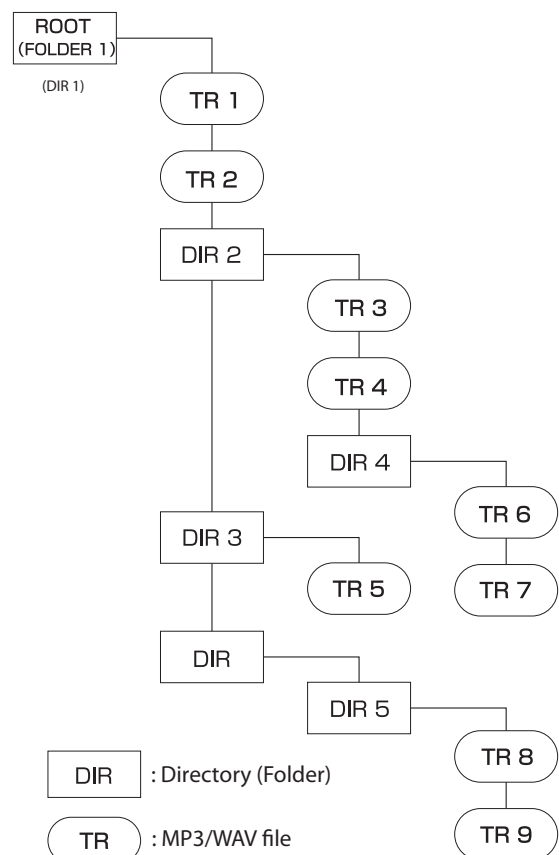 ROOT
(FOLDER 1)
(DIR 1)
TR 1
TR 2
DIR 2
TR 3
TR 4
DIR 4
TR 6
DIR 3
TR 5
TR 7
DIR
DIR 5
TR 8
DIR
: Directory (Folder)
TR
: MP3/WAV file
TR 9